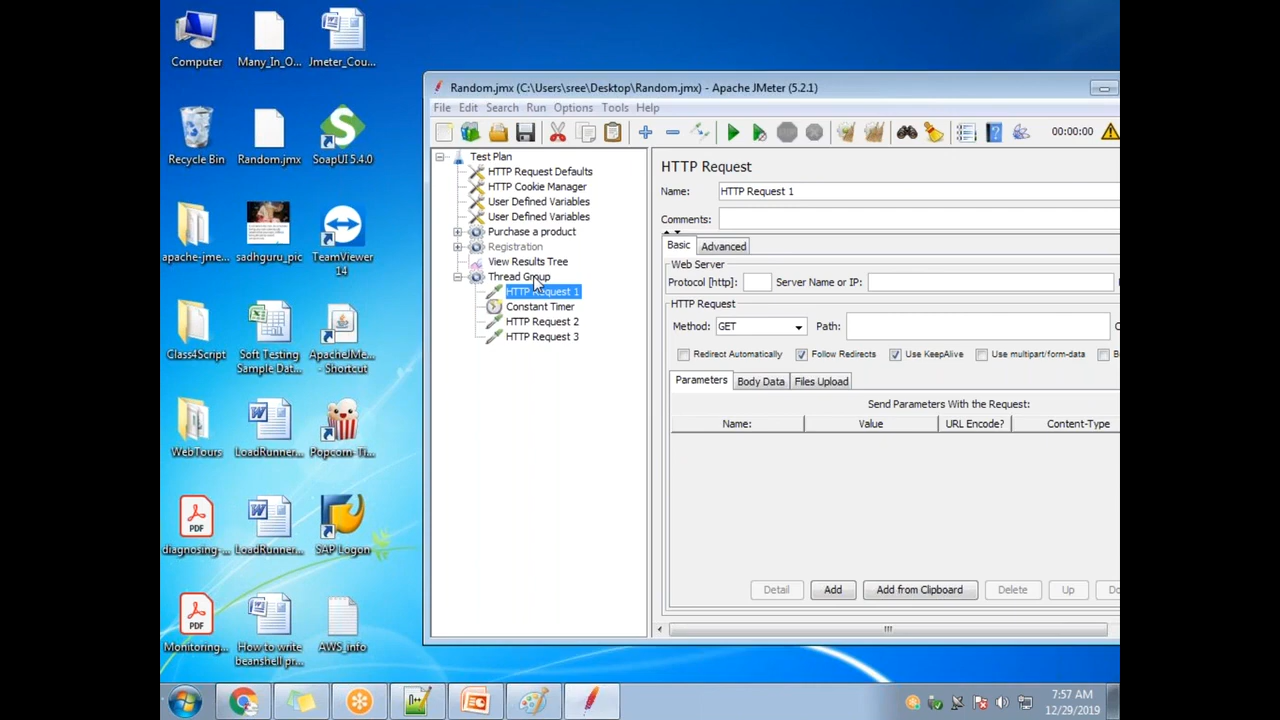 Computer
Many_In_O...
Jmeter_Cou...
Recycle Bin
Random.jmx
SoapUI 5.4.0
apache-jme...
sadhguru_pic
TeamViewer
14
Class4Script
Soft Testing
Sample Dat...
ApacheJMe...
- Shortcut
WebTours
LoadRunner...
Popcorn-Ti...
PDF
diagnosing-...
LoadRunner...
SAP Logon
PDF
Monitoring...
How to write
beanshell pr...
AWS_info
Random.jmx (C:\Users\sree\Desktop\Random.jmx) - Apache JMeter (5.2.1)
File Edit Search Run Options Tools Help
00:00:00
Test Plan
HTTP Request Defaults
HTTP Cookie Manager
User Defined Variables
User Defined Variables
Purchase a product
Registration
View Results Tree
Thread Group
HTTP Request 1
Constant Timer
HTTP Request 2
HTTP Request 3
HTTP Request
Name: HTTP Request 1
Comments:
Basic Advanced
Web Server
Protocol [http]: Server Name or IP:
HTTP Request
Method: GET Path:
Redirect Automatically Follow Redirects Use KeepAlive Use multipart/form-data
Parameters Body Data Files Upload
Send Parameters With the Request:
Name: Value URL Encode? Content-Type
Detail Add Add from Clipboard Delete Up
7:57 AM
12/29/2019